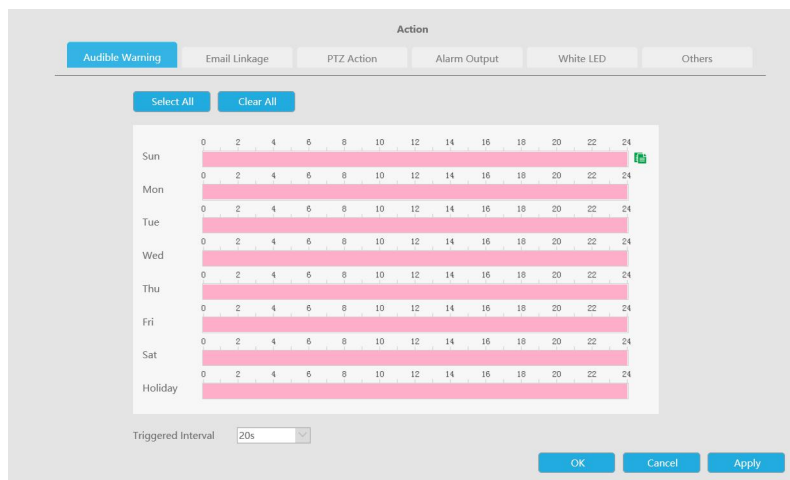 Action
Audible Warning Email Linkage PTZ Action Alarm Output White LED Others
Select All Clear All
0 2 4 6 8 10 12 14 16 18 20 22 24
Sun
0 2 4 6 8 10 12 14 16 18 20 22 24
Mon
0 2 4 6 8 10 12 14 16 18 20 22 24
Tue
0 2 4 6 8 10 12 14 16 18 20 22 24
Wed
0 2 4 6 8 10 12 14 16 18 20 22 24
Thu
0 2 4 6 8 10 12 14 16 18 20 22 24
Fri
0 2 4 6 8 10 12 14 16 18 20 22 24
Sat
0 2 4 6 8 10 12 14 16 18 20 22 24
Holiday
Triggered Interval 20s
OK Cancel Apply